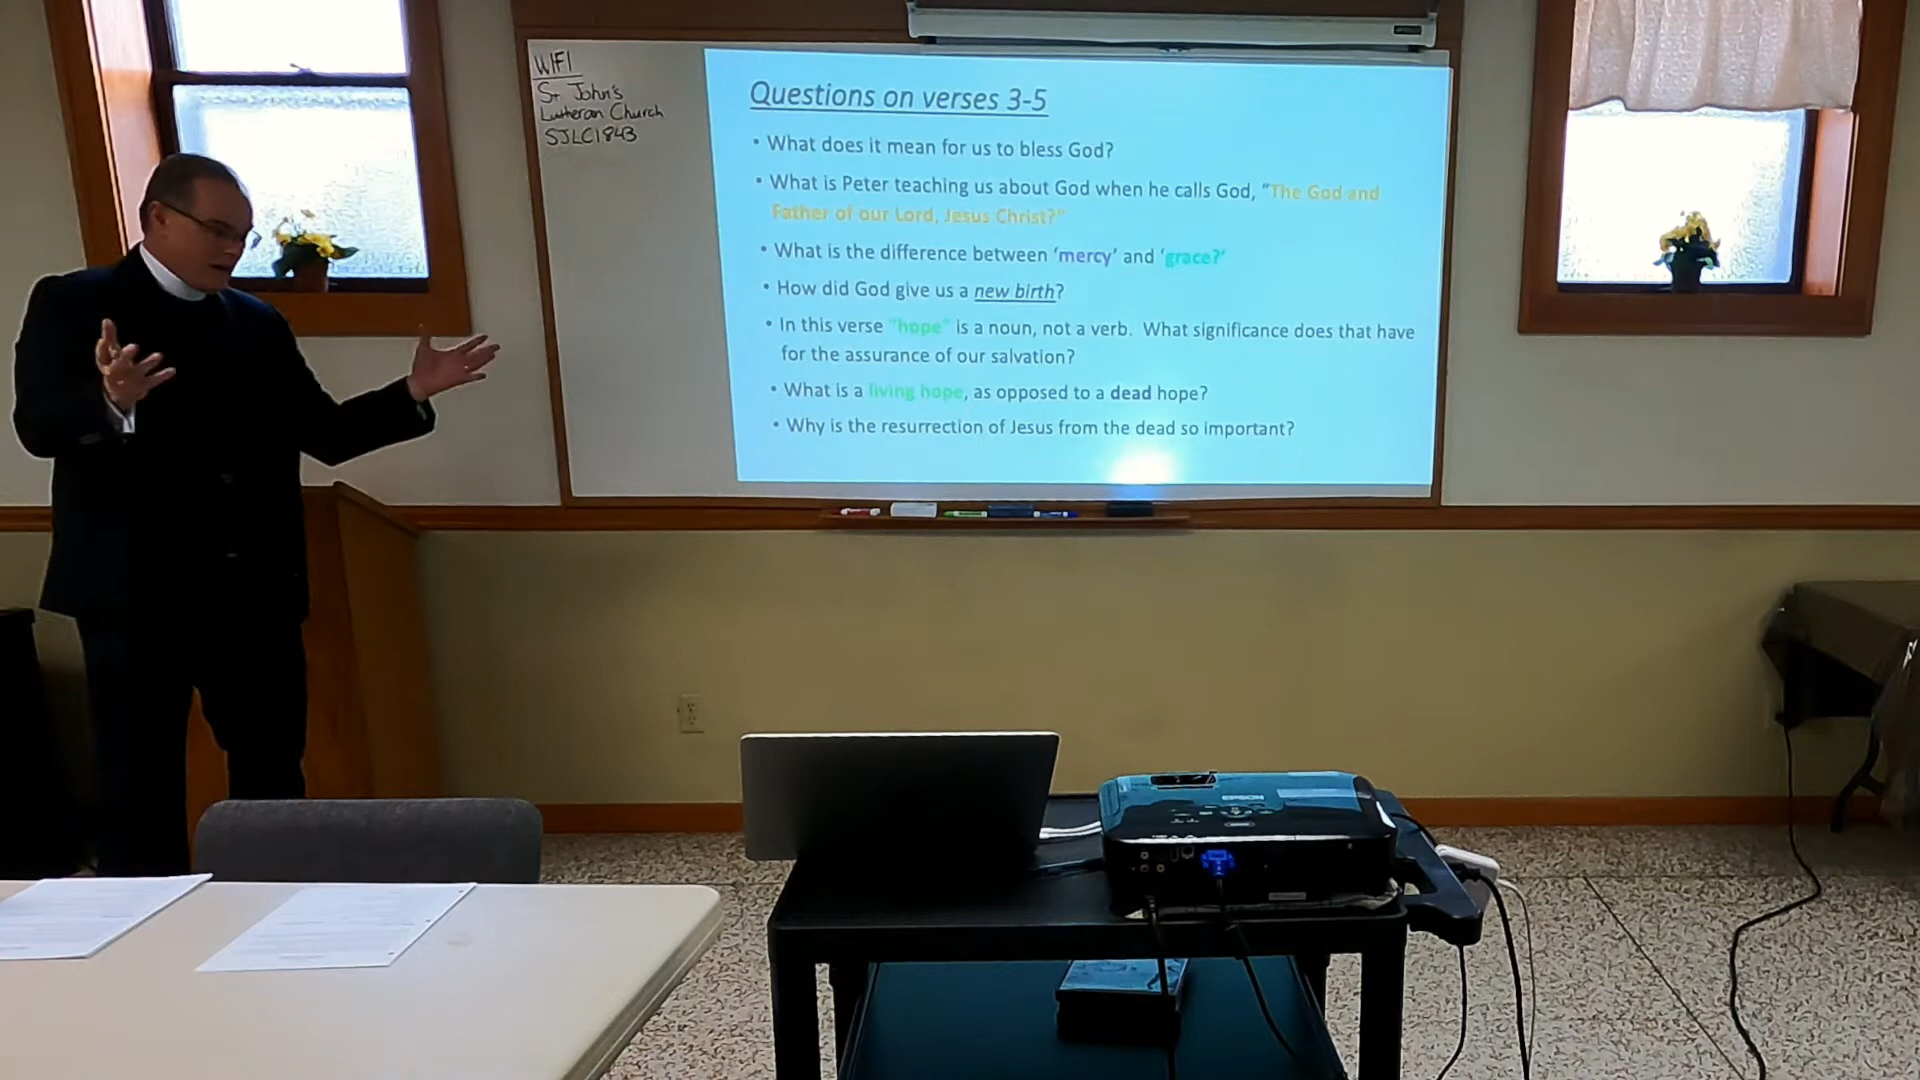 WIFI
St John's
Lutheran Church
SJLC1843
Questions on verses 3-5
• What does it mean for us to bless God?
• What is Peter teaching us about God when he calls God, “The God and
Father of our Lord, Jesus Christ?”
• What is the difference between ‘mercy’ and ‘grace?’
• How did God give us a new birth?
• In this verse “hope” is a noun, not a verb. What significance does that have
for the assurance of our salvation?
• What is a living hope, as opposed to a dead hope?
• Why is the resurrection of Jesus from the dead so important?
EPSON